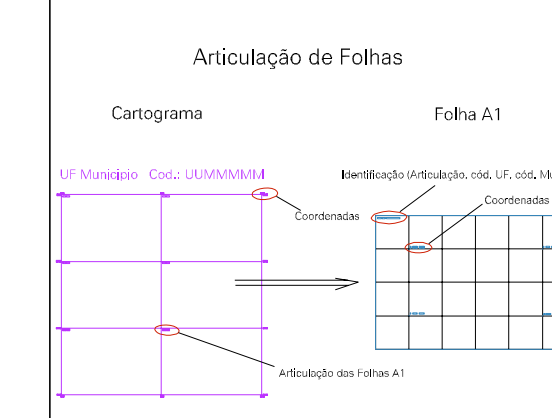 Articulação de Folhas
Cartograma
Folha A1
UF Municipio Cod.: UUMMMMM
Identificação (Articulação, cód. UF, cód. Mu
Coordenadas
Coordenadas
Articulação das Folhas A1